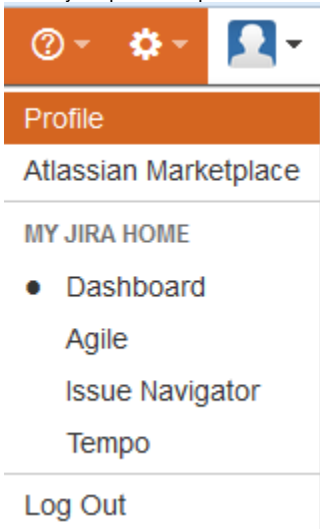 Profile
Atlassian Marketplace
MY JIRA HOME
Dashboard
Agile
Issue Navigator
Tempo
Log Out